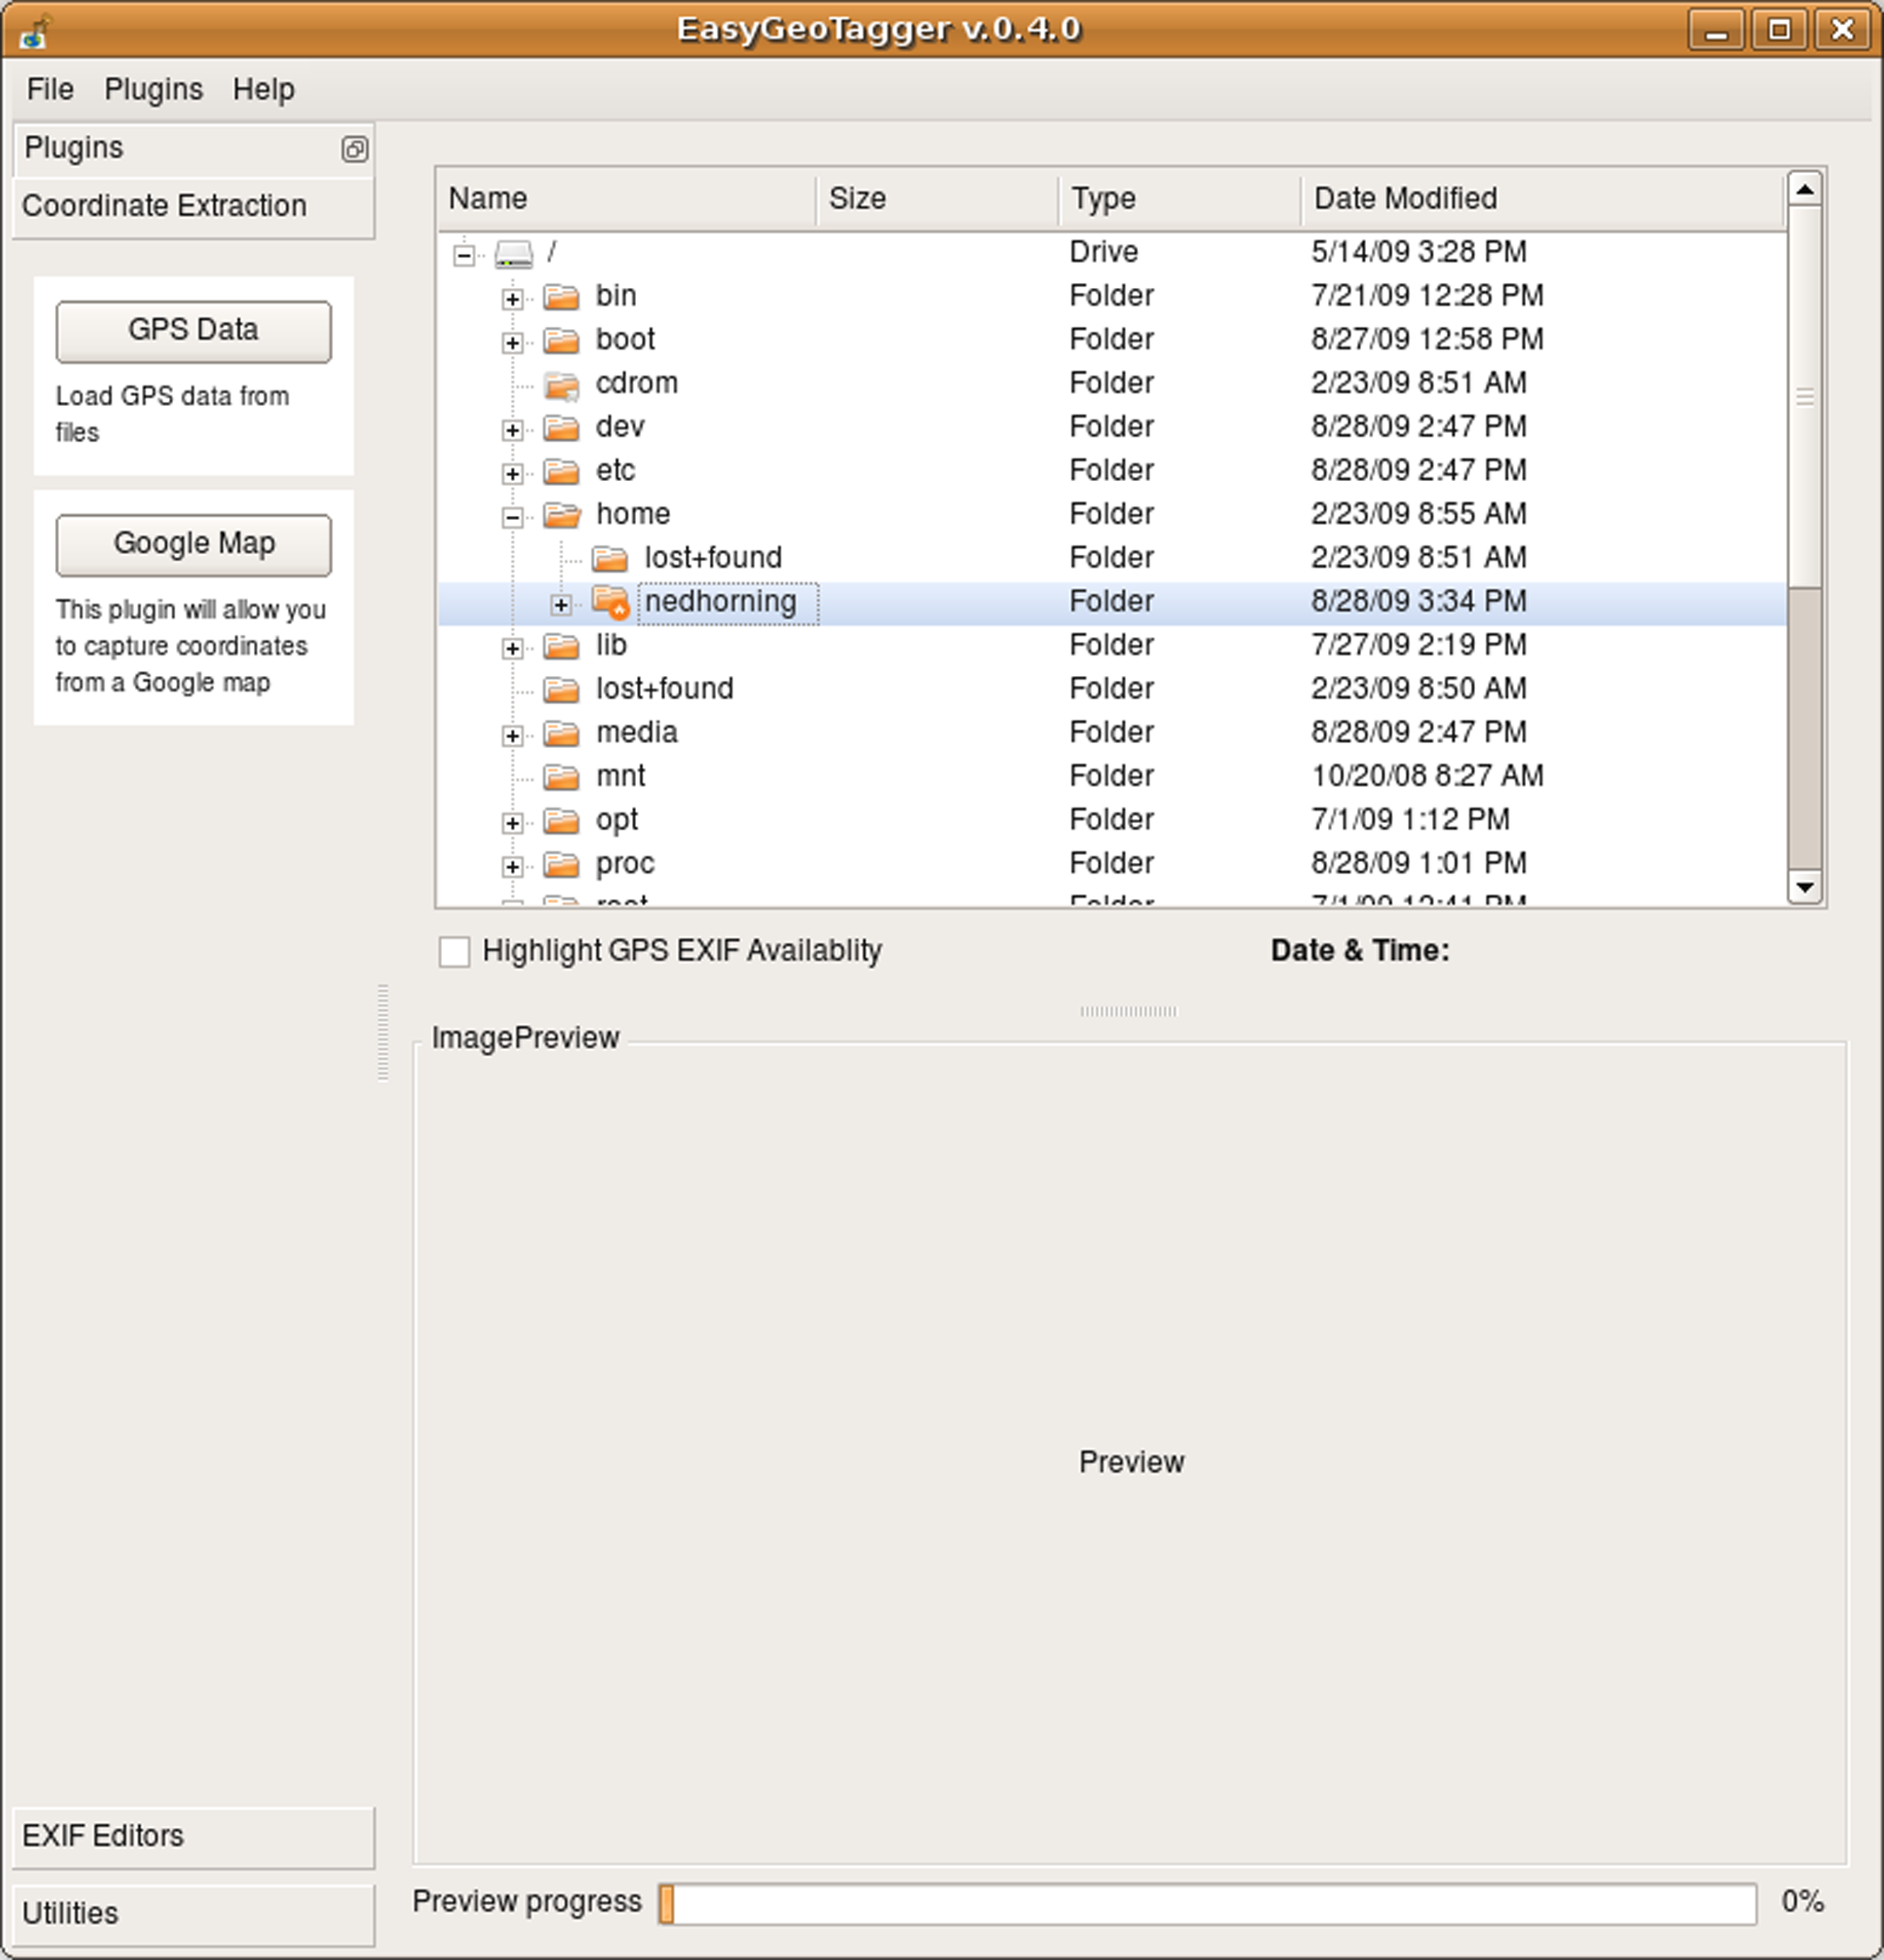 EasyGeoTagger v.0.4.0
File Plugins Help
Plugins
Coordinate Extraction
GPS Data
Load GPS data from
files
Google Map
This plugin will allow you
to capture coordinates
from a Google map
EXIF Editors
Utilities
Name Size Type Date Modified
/ Drive 5/14/09 3:28 PM
bin Folder 7/21/09 12:28 PM
boot Folder 8/27/09 12:58 PM
cdrom Folder 2/23/09 8:51 AM
dev Folder 8/28/09 2:47 PM
etc Folder 8/28/09 2:47 PM
home Folder 2/23/09 8:55 AM
lost+found Folder 2/23/09 8:51 AM
nedhorning Folder 8/28/09 3:34 PM
lib Folder 7/27/09 2:19 PM
lost+found Folder 2/23/09 8:50 AM
media Folder 8/28/09 2:47 PM
mnt Folder 10/20/08 8:27 AM
opt Folder 7/1/09 1:12 PM
proc Folder 8/28/09 1:01 PM
root Folder 7/1/09 12:41 PM
Highlight GPS EXIF Availablity Date & Time:
ImagePreview
Preview
Preview progress 0%